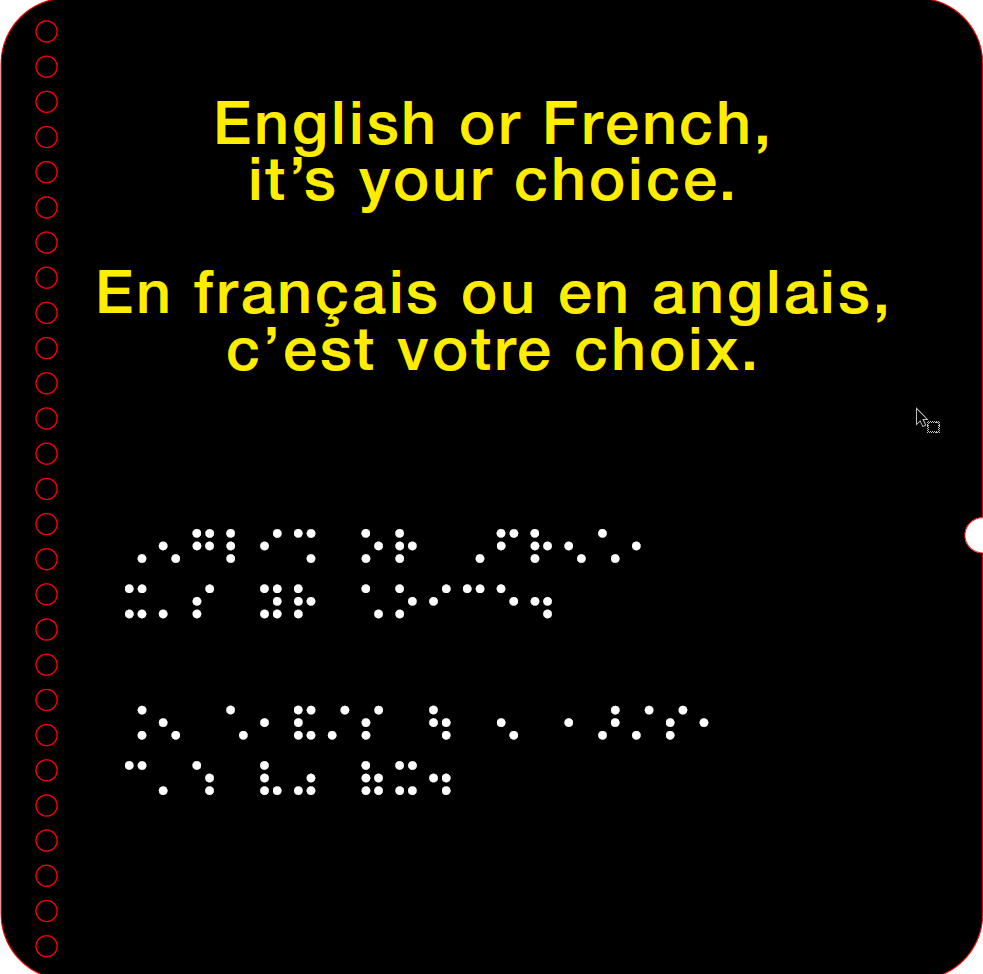 English or French,
it’s your choice.
En français ou en anglais,
c’est votre choix.
⠠⠢⠛⠇⠊⠩ ⠕⠗ ⠠⠋⠗⠢⠡⠂
⠭⠄⠎ ⠽⠗ ⠡⠕⠊⠉⠑⠲
⠨⠢ ⠡⠂⠯⠌⠎ ⠳ ⠢ ⠂⠜⠌⠎⠂
⠉⠄⠱ ⠧⠴ ⠷⠭⠲